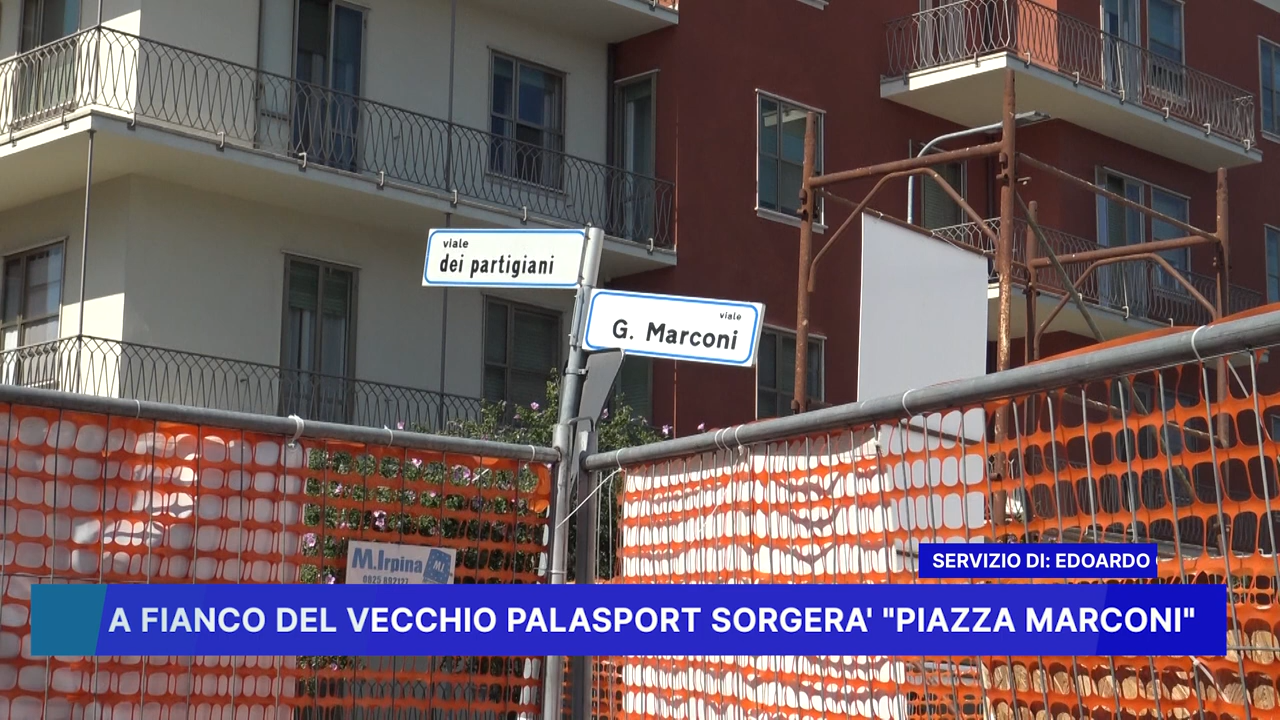 viale
dei partigiani
viale
G. Marconi
M.Irpina
SERVIZIO DI: EDOARDO
A FIANCO DEL VECCHIO PALASPORT SORGERA' "PIAZZA MARCONI"